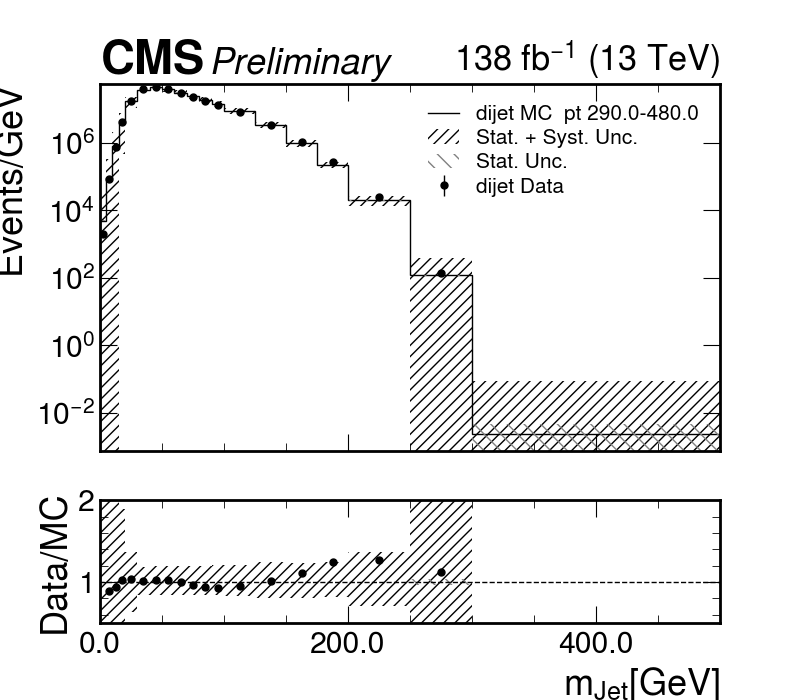 CMS Preliminary 138 fb⁻¹ (13 TeV)
Events/GeV
10⁶
10⁴
10²
10⁰
10⁻²
dijet MC pt 290.0-480.0
Stat. + Syst. Unc.
Stat. Unc.
dijet Data
Data/MC
2
1
0.0 200.0 400.0
m_Jet[GeV]